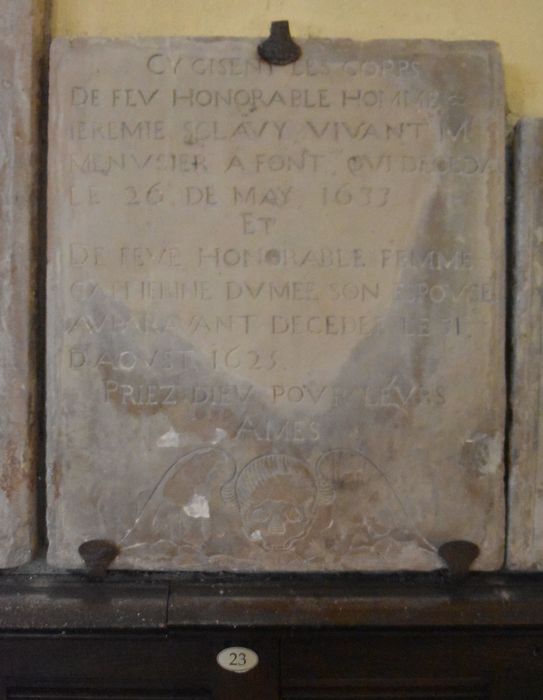 CY GISENT LES CORPS
DE FEV HONORABLE HOMME
IEREMIE SCLAVY VIVANT M
MENVSIER A PONT QVI DECEDA
LE 26 DE MAY 1633
ET
DE FEVE HONORABLE FEMME
CATHERINE DVMEE SON ESPOVSE
AVPARAVANT DECEDEE LE 31
D'AOVST 1625.
PRIEZ DIEV POVR LEVRS
AMES
23